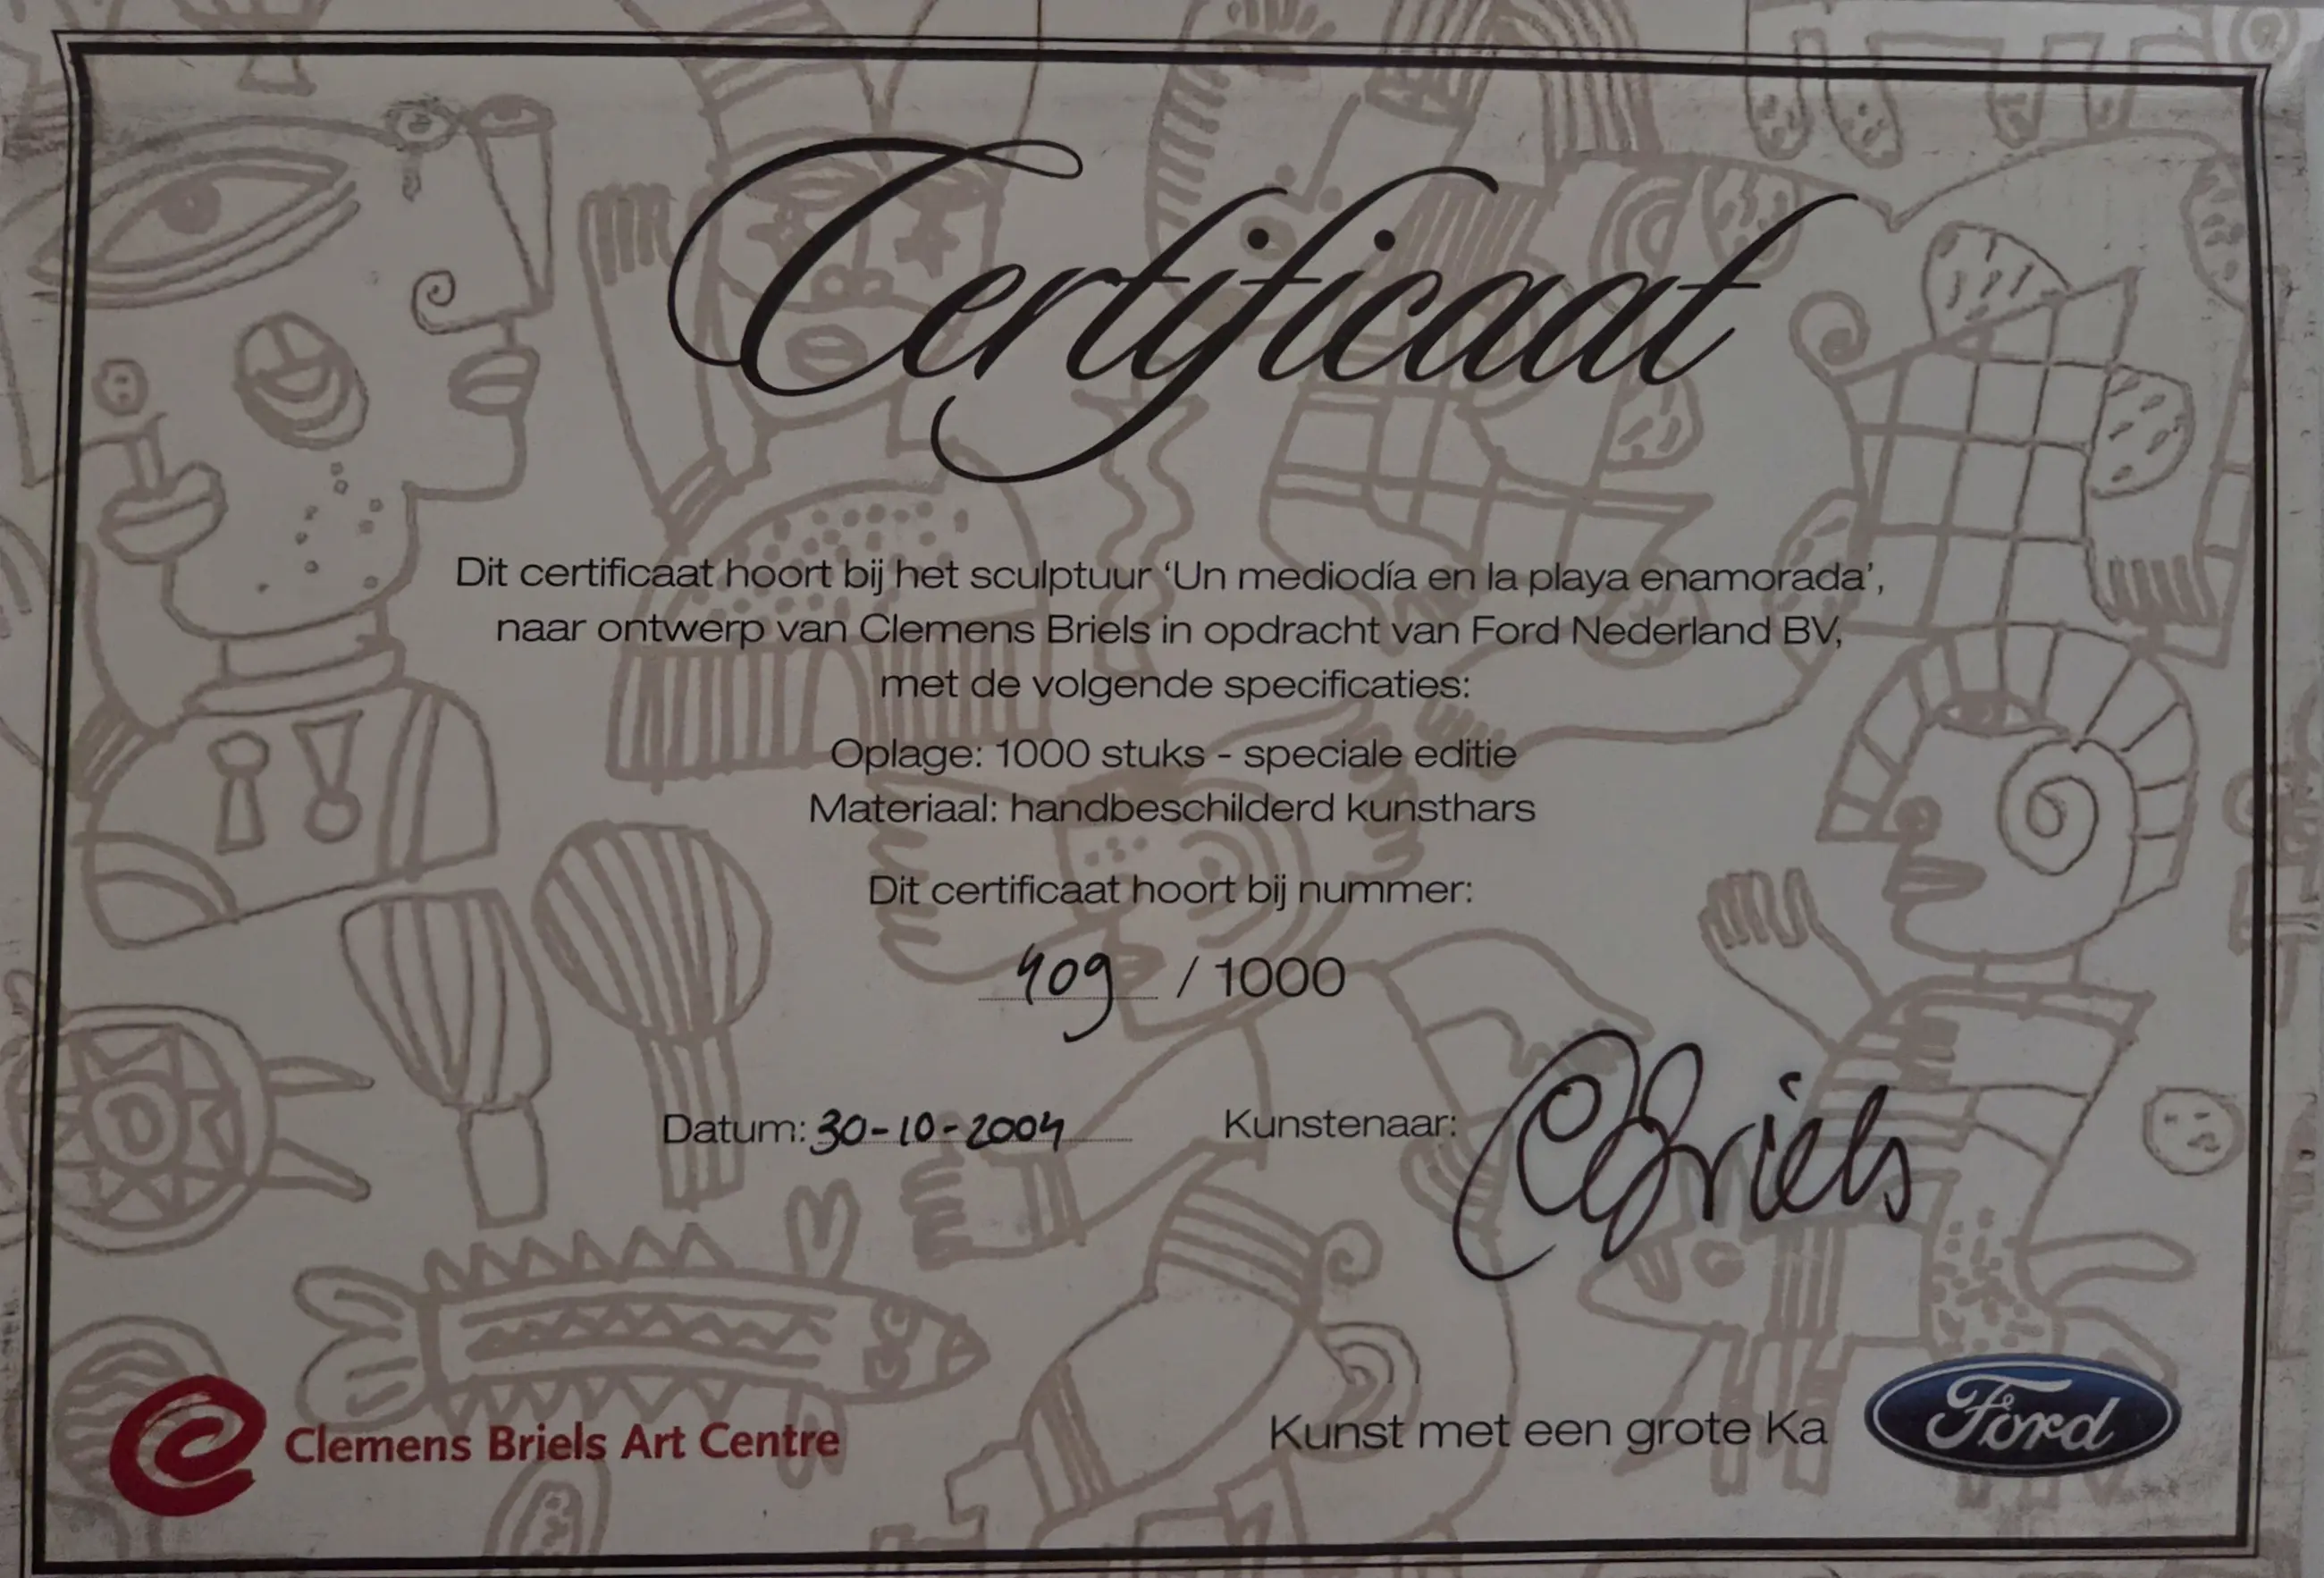 Certificaat
Dit certificaat hoort bij het sculptuur ‘Un mediodía en la playa enamorada’,
naar ontwerp van Clemens Briels in opdracht van Ford Nederland BV,
met de volgende specificaties:
Oplage: 1000 stuks - speciale editie
Materiaal: handbeschilderd kunsthars
Dit certificaat hoort bij nummer:
409 / 1000
Datum: 30-10-2004 Kunstenaar: CBriels
Clemens Briels Art Centre
Kunst met een grote Ka Ford